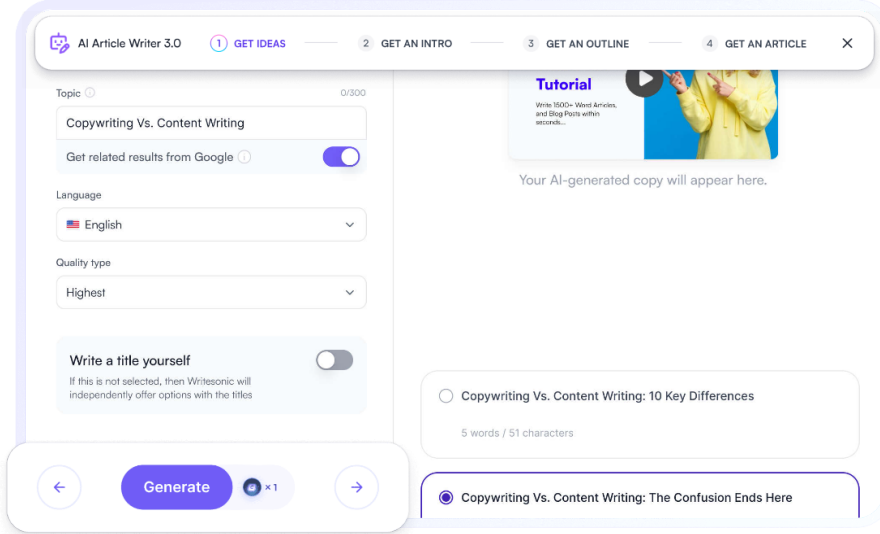 AI Article Writer 3.0
1 GET IDEAS
2 GET AN INTRO
3 GET AN OUTLINE
4 GET AN ARTICLE
Topic
0/300
Copywriting Vs. Content Writing
Get related results from Google
Language
English
Quality type
Highest
Write a title yourself
If this is not selected, then Writesonic will
independently offer options with the titles
Generate
× 1
Tutorial
Write 1500+ Word Articles,
and Blog Posts within
seconds...
Your AI-generated copy will appear here.
Copywriting Vs. Content Writing: 10 Key Differences
5 words / 51 characters
Copywriting Vs. Content Writing: The Confusion Ends Here